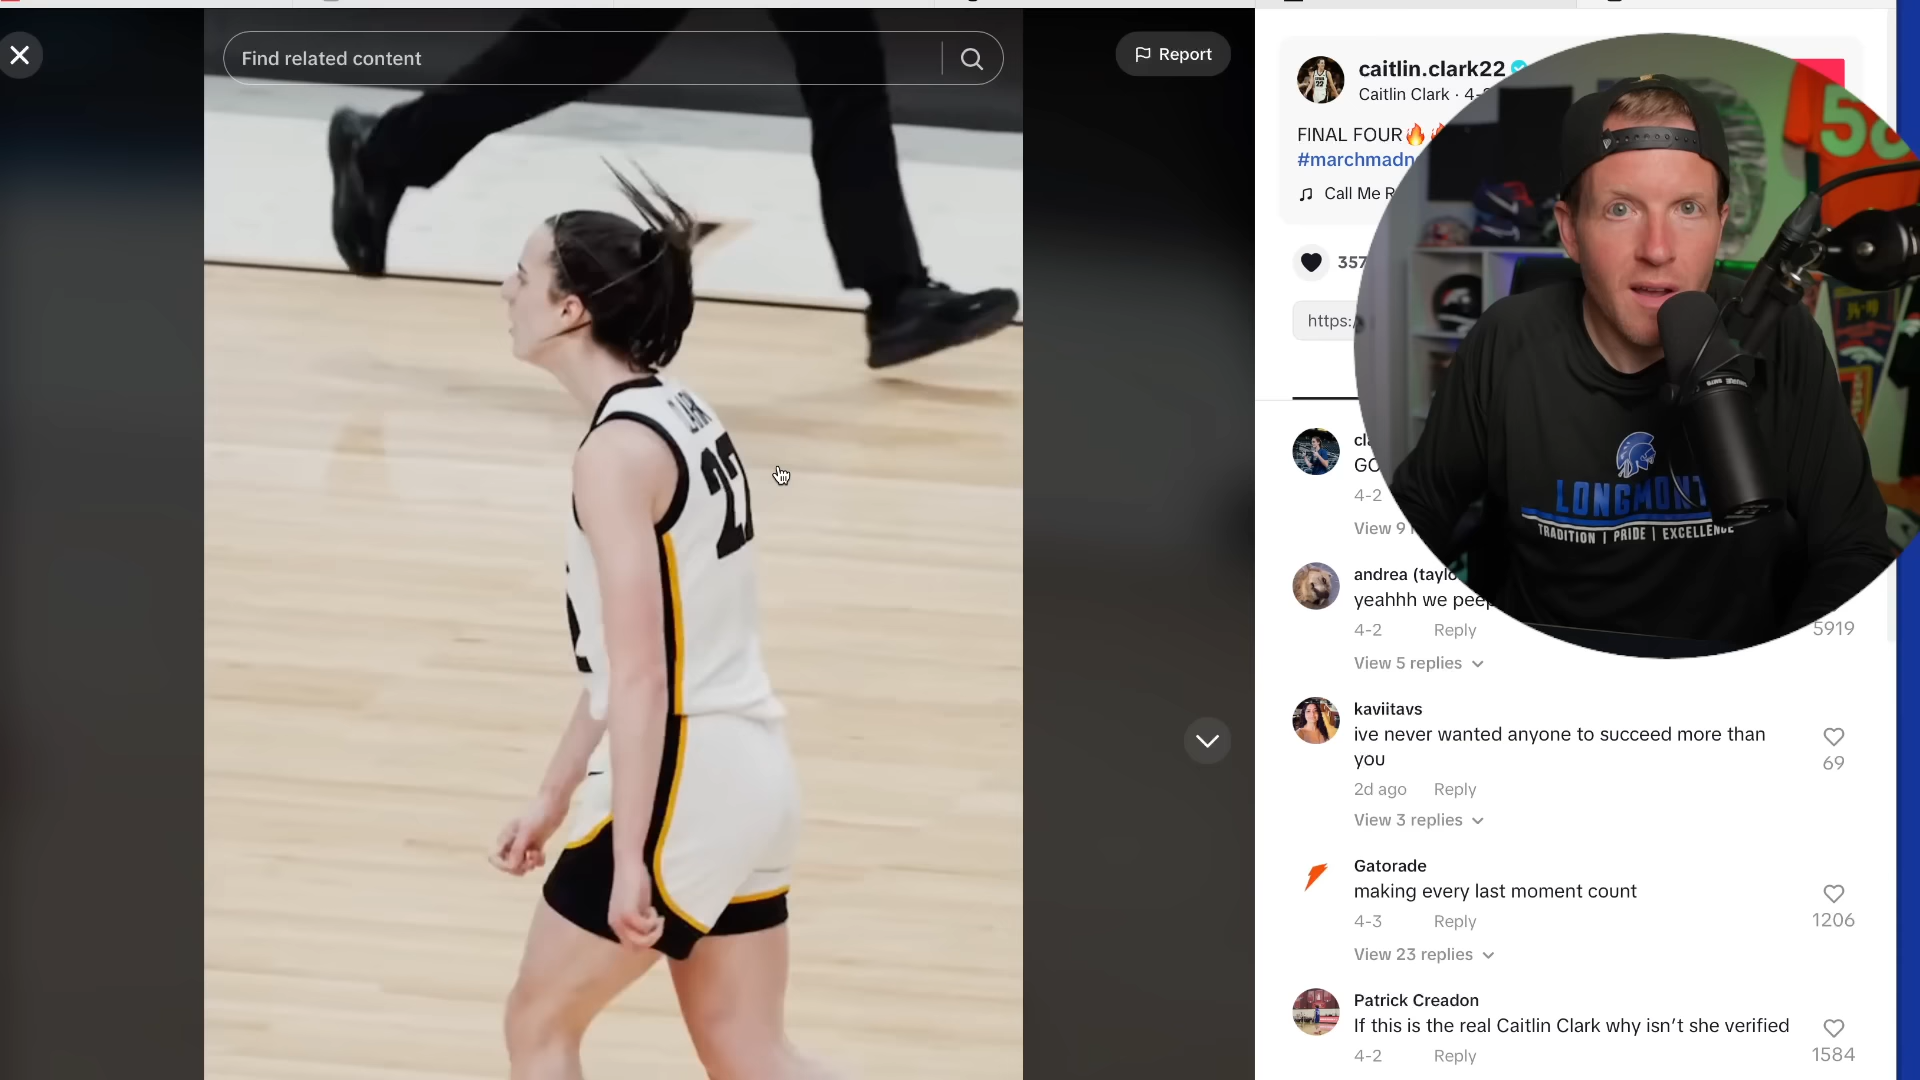 Find related content
Report
caitlin.clark22
Caitlin Clark · 4-
FINAL FOUR🔥
Call Me
357
https:/
CLARK
22
LONGMONT
TRADITION | PRIDE | EXCELLENCE
4-2
View 9
andrea
yeahhh we
4-2 Reply
5919
View 5 replies
kaviitavs
ive never wanted anyone to succeed more than
you
69
2d ago Reply
View 3 replies
Gatorade
making every last moment count
1206
4-3 Reply
View 23 replies
Patrick Creadon
If this is the real Caitlin Clark why isn't she verified
1584
4-2 Reply